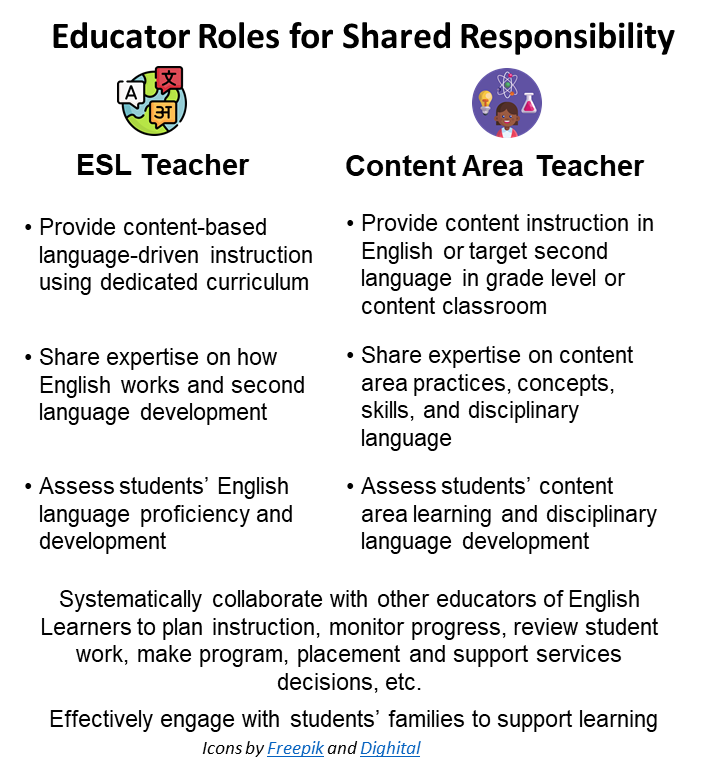 Educator Roles for Shared Responsibility
A
文
अ
ESL Teacher
• Provide content-based
language-driven instruction
using dedicated curriculum
• Share expertise on how
English works and second
language development
• Assess students’ English
language proficiency and
development
Content Area Teacher
• Provide content instruction in
English or target second
language in grade level or
content classroom
• Share expertise on content
area practices, concepts,
skills, and disciplinary
language
• Assess students’ content
area learning and disciplinary
language development
Systematically collaborate with other educators of English
Learners to plan instruction, monitor progress, review student
work, make program, placement and support services
decisions, etc.
Effectively engage with students’ families to support learning
Icons by Freepik and Dighital